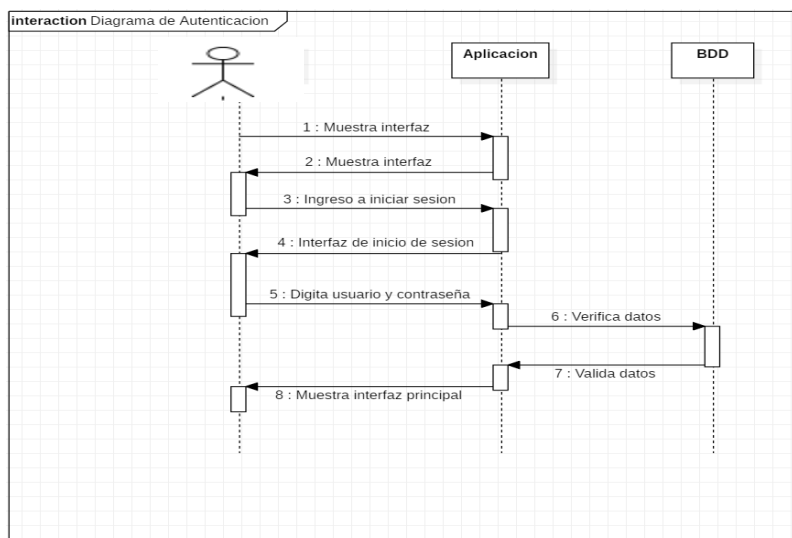 interaction Diagrama de Autenticacion
Aplicacion
BDD
1 : Muestra interfaz
2 : Muestra interfaz
3 : Ingreso a iniciar sesion
4 : Interfaz de inicio de sesion
5 : Digita usuario y contraseña
6 : Verifica datos
7 : Valida datos
8 : Muestra interfaz principal